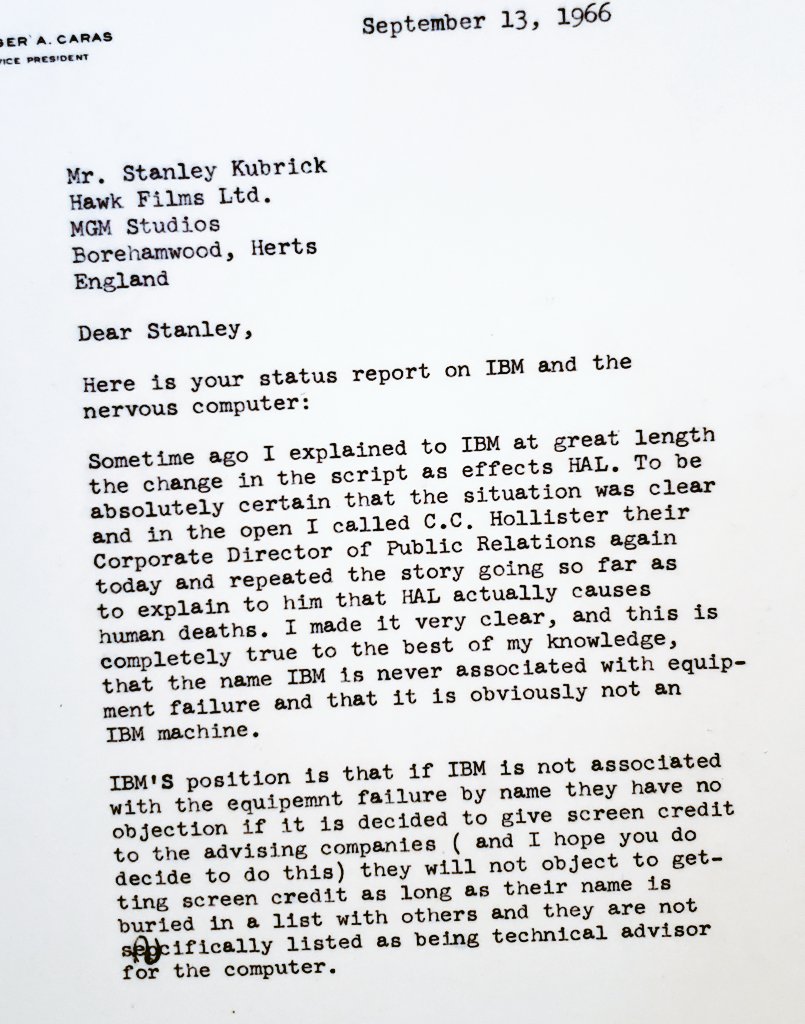 GER A. CARAS
VICE PRESIDENT
September 13, 1966
Mr. Stanley Kubrick
Hawk Films Ltd.
MGM Studios
Borehamwood, Herts
England
Dear Stanley,
Here is your status report on IBM and the
nervous computer:
Sometime ago I explained to IBM at great length
the change in the script as effects HAL. To be
absolutely certain that the situation was clear
and in the open I called C.C. Hollister their
Corporate Director of Public Relations again
today and repeated the story going so far as
to explain to him that HAL actually causes
human deaths. I made it very clear, and this is
completely true to the best of my knowledge,
that the name IBM is never associated with equip-
ment failure and that it is obviously not an
IBM machine.
IBM'S position is that if IBM is not associated
with the equipemnt failure by name they have no
objection if it is decided to give screen credit
to the advising companies ( and I hope you do
decide to do this) they will not object to get-
ting screen credit as long as their name is
buried in a list with others and they are not
sepcifically listed as being technical advisor
for the computer.